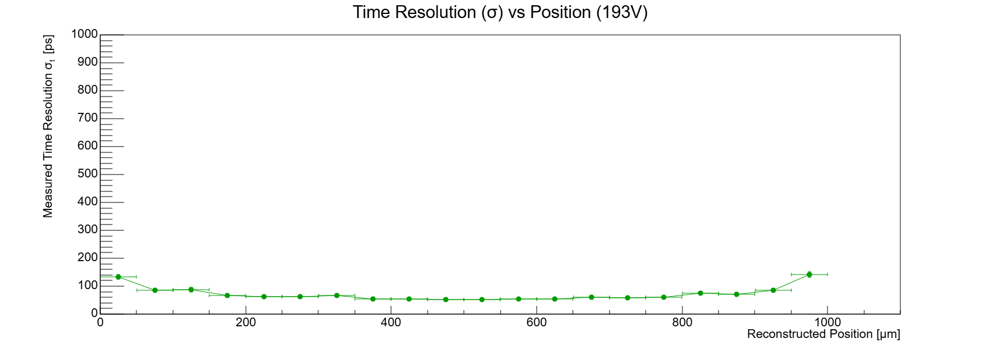 Time Resolution (σ) vs Position (193V)
Measured Time Resolution σt [ps]
1000
900
800
700
600
500
400
300
200
100
0
0 200 400 600 800 1000
Reconstructed Position [µm]